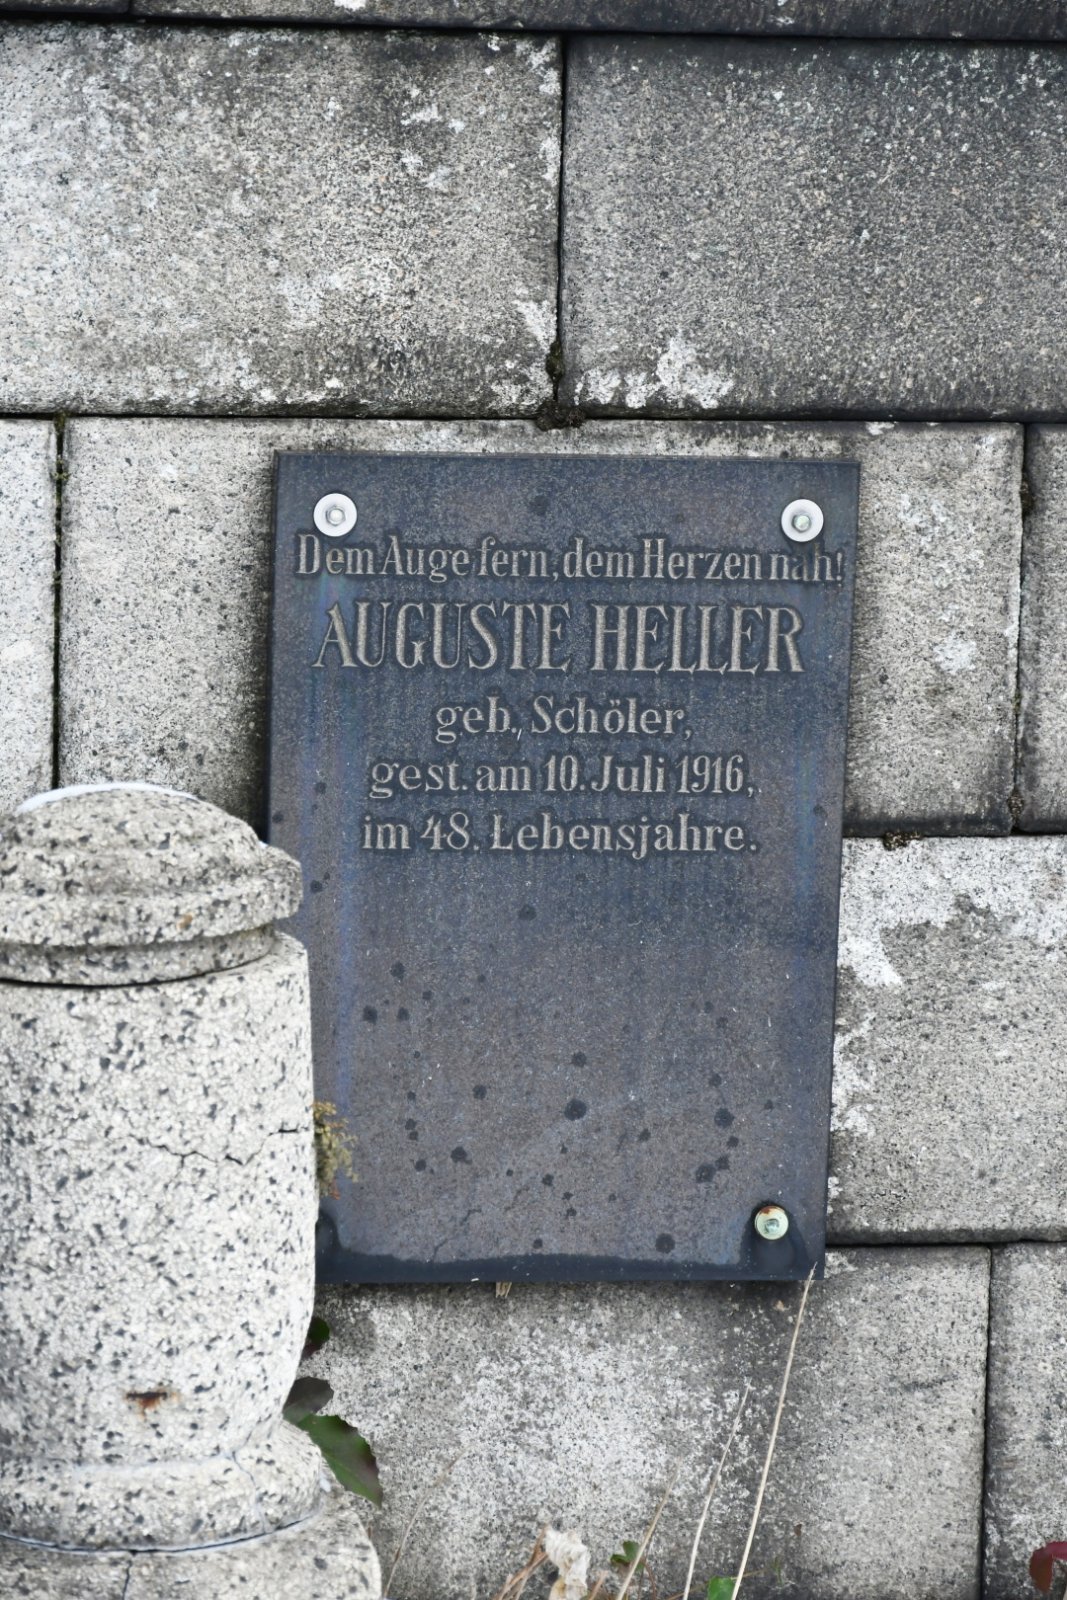 Dem Auge fern, dem Herzen nah!
AUGUSTE HELLER
geb. Schöler,
gest. am 10. Juli 1916,
im 48. Lebensjahre.